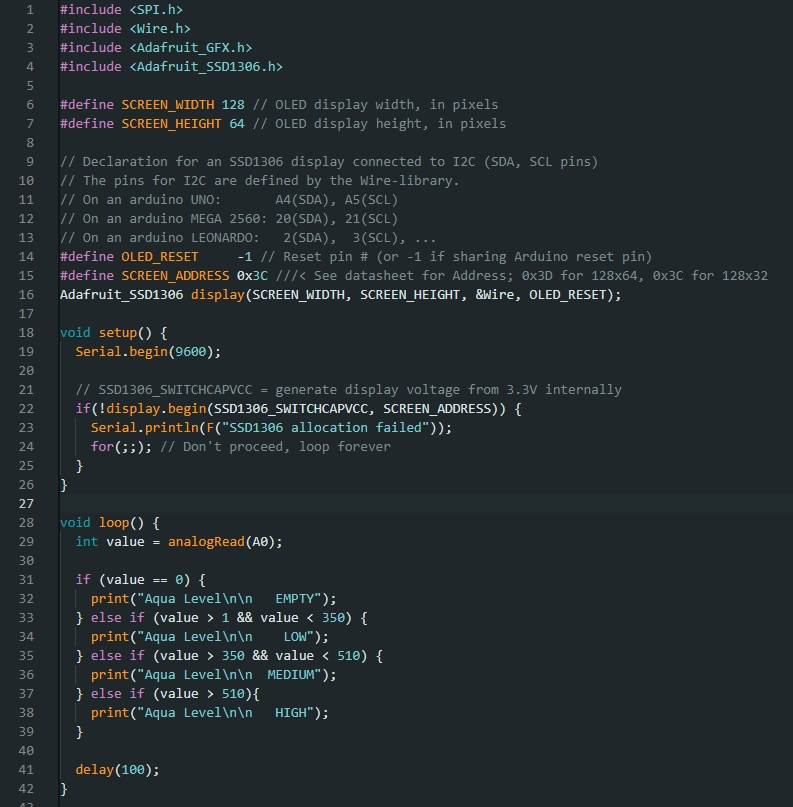 1 #include <SPI.h>
2 #include <Wire.h>
3 #include <Adafruit_GFX.h>
4 #include <Adafruit_SSD1306.h>
5
6 #define SCREEN_WIDTH 128 // OLED display width, in pixels
7 #define SCREEN_HEIGHT 64 // OLED display height, in pixels
8
9 // Declaration for an SSD1306 display connected to I2C (SDA, SCL pins)
10 // The pins for I2C are defined by the Wire-library.
11 // On an arduino UNO:       A4(SDA), A5(SCL)
12 // On an arduino MEGA 2560: 20(SDA), 21(SCL)
13 // On an arduino LEONARDO:   2(SDA),  3(SCL), ...
14 #define OLED_RESET     -1 // Reset pin # (or -1 if sharing Arduino reset pin)
15 #define SCREEN_ADDRESS 0x3C ///< See datasheet for Address; 0x3D for 128x64, 0x3C for 128x32
16 Adafruit_SSD1306 display(SCREEN_WIDTH, SCREEN_HEIGHT, &Wire, OLED_RESET);
17
18 void setup() {
19   Serial.begin(9600);
20
21   // SSD1306_SWITCHCAPVCC = generate display voltage from 3.3V internally
22   if(!display.begin(SSD1306_SWITCHCAPVCC, SCREEN_ADDRESS)) {
23     Serial.println(F("SSD1306 allocation failed"));
24     for(;;); // Don't proceed, loop forever
25   }
26 }
27
28 void loop() {
29   int value = analogRead(A0);
30
31   if (value == 0) {
32     print("Aqua Level\n\n   EMPTY");
33   } else if (value > 1 && value < 350) {
34     print("Aqua Level\n\n    LOW");
35   } else if (value > 350 && value < 510) {
36     print("Aqua Level\n\n  MEDIUM");
37   } else if (value > 510){
38     print("Aqua Level\n\n   HIGH");
39   }
40
41   delay(100);
42 }